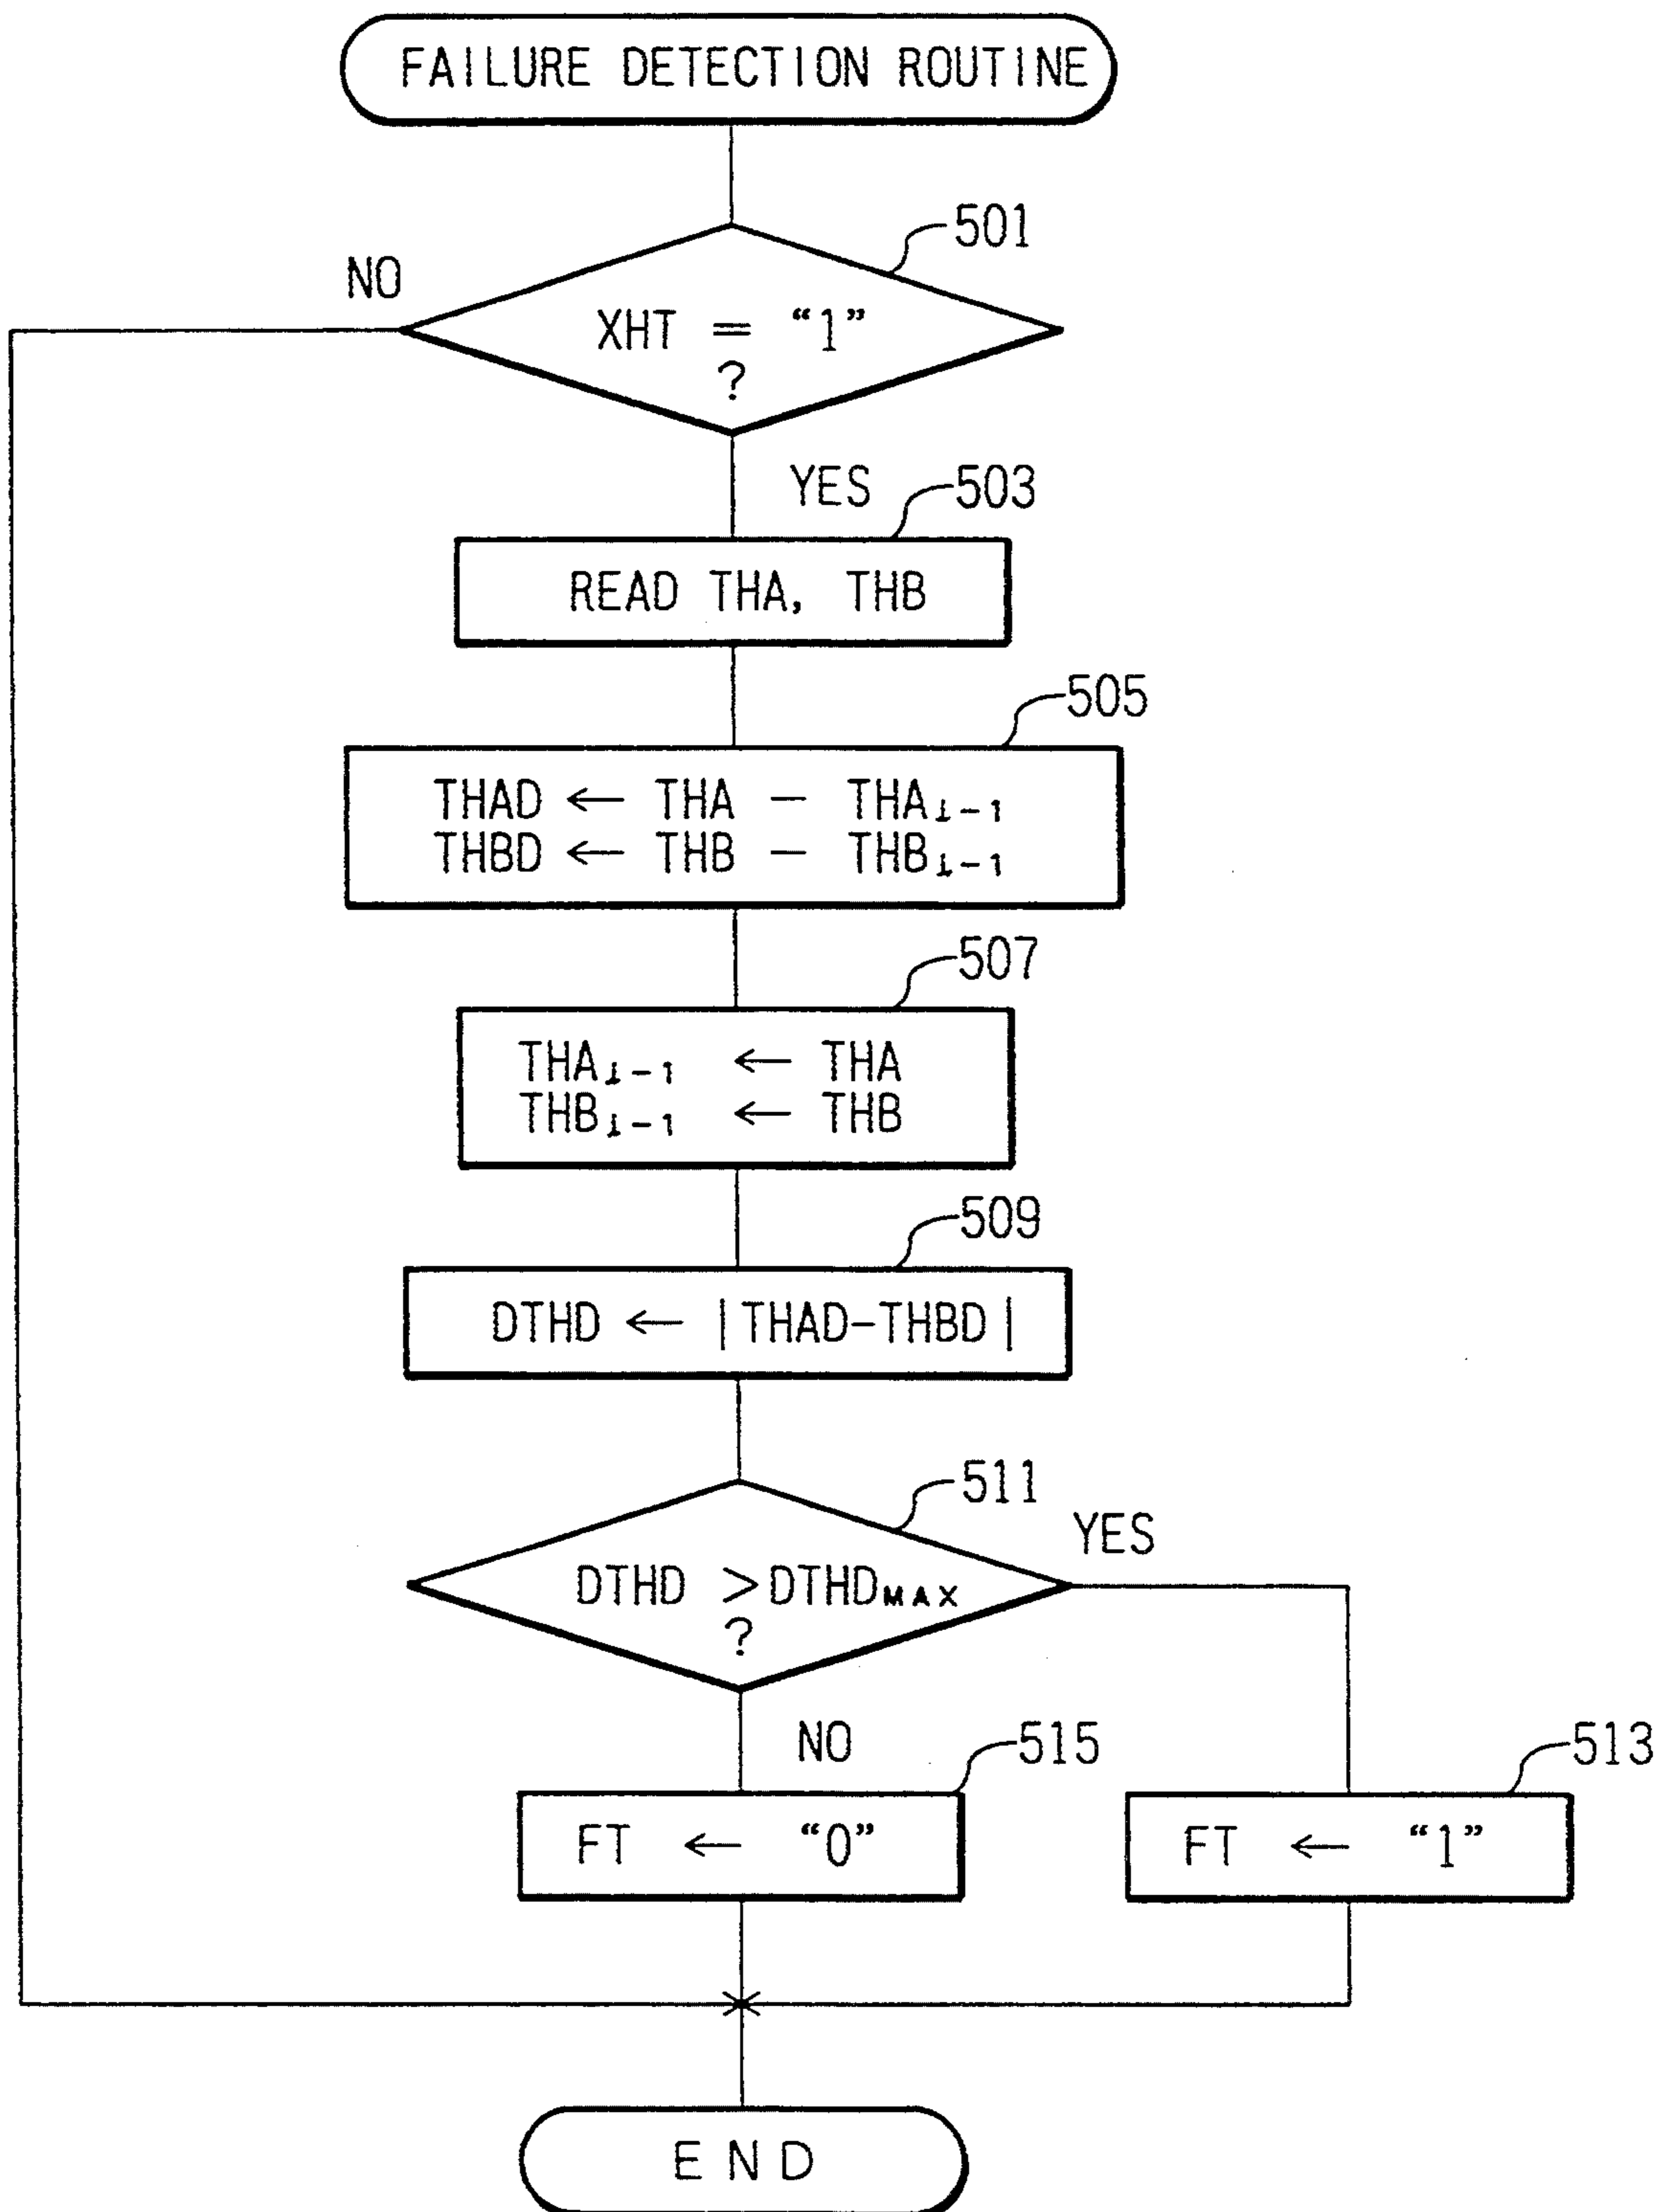 FAILURE DETECTION ROUTINE
501
NO
XHT = “1”
?
YES
503
READ THA, THB
505
THAD ← THA − THAi−1
THBD ← THB − THBi−1
507
THAi−1 ← THA
THBi−1 ← THB
509
DTHD ← |THAD−THBD|
511
YES
DTHD >DTHDMAX
?
NO
515
513
FT ← “0”
FT ← “1”
END